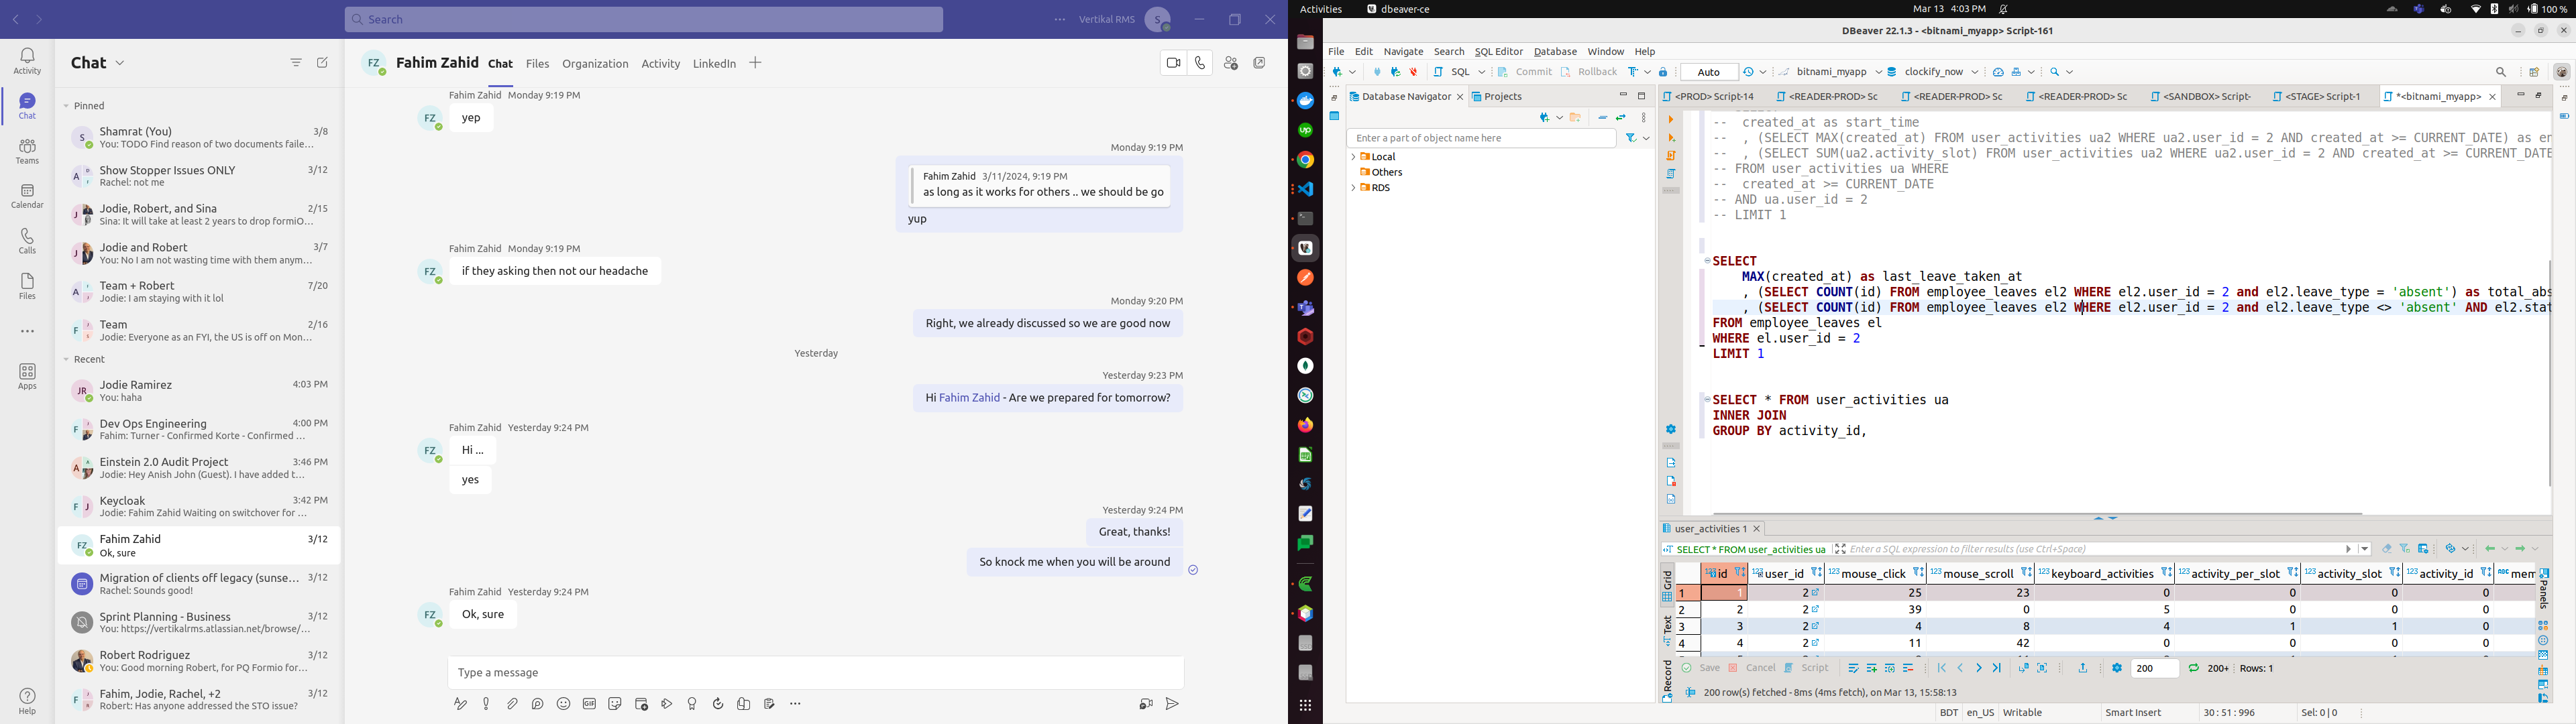 Search
Vertikal RMS
S
Activity
Chat
Teams
Calendar
Calls
Files
Apps
Help
Chat
Pinned
Shamrat (You) 3/8
You: TODO Find reason of two documents faile...
Show Stopper Issues ONLY 3/12
Rachel: not me
Jodie, Robert, and Sina 2/15
Sina: It will take at least 2 years to drop formiO...
Jodie and Robert 3/7
You: No I am not wasting time with them anym...
Team + Robert 7/20
Jodie: I am staying with it lol
Team 2/16
Jodie: Everyone as an FYI, the US is off on Mon...
Recent
Jodie Ramirez 4:03 PM
You: haha
Dev Ops Engineering 4:00 PM
Fahim: Turner - Confirmed Korte - Confirmed ...
Einstein 2.0 Audit Project 3:46 PM
Jodie: Hey Anish John (Guest). I have added t...
Keycloak 3:42 PM
Jodie: Fahim Zahid Waiting on switchover for ...
Fahim Zahid 3/12
Ok, sure
Migration of clients off legacy (sunse... 3/12
Rachel: Sounds good!
Sprint Planning - Business 3/12
You: https://vertikalrms.atlassian.net/browse/...
Robert Rodriguez 3/12
You: Good morning Robert, for PQ Formio for...
Fahim, Jodie, Rachel, +2 3/12
Robert: Has anyone addressed the STO issue?
FZ Fahim Zahid Chat Files Organization Activity LinkedIn
Fahim Zahid Monday 9:19 PM
yep
Monday 9:19 PM
Fahim Zahid 3/11/2024, 9:19 PM
as long as it works for others .. we should be go
yup
Fahim Zahid Monday 9:19 PM
if they asking then not our headache
Monday 9:20 PM
Right, we already discussed so we are good now
Yesterday
Yesterday 9:23 PM
Hi Fahim Zahid - Are we prepared for tomorrow?
Fahim Zahid Yesterday 9:24 PM
Hi ...
yes
Yesterday 9:24 PM
Great, thanks!
So knock me when you will be around
Fahim Zahid Yesterday 9:24 PM
Ok, sure
Type a message
Activities dbeaver-ce Mar 13 4:03 PM 100 %
DBeaver 22.1.3 - <bitnami_myapp> Script-161
File Edit Navigate Search SQL Editor Database Window Help
SQL Commit Rollback Auto bitnami_myapp clockify_now
Database Navigator Projects
Enter a part of object name here
Local
Others
RDS
<PROD> Script-14 <READER-PROD> Sc <READER-PROD> Sc <READER-PROD> Sc <SANDBOX> Script- <STAGE> Script-1 *<bitnami_myapp>
-- created_at as start_time
-- , (SELECT MAX(created_at) FROM user_activities ua2 WHERE ua2.user_id = 2 AND created_at >= CURRENT_DATE) as en
-- , (SELECT SUM(ua2.activity_slot) FROM user_activities ua2 WHERE ua2.user_id = 2 AND created_at >= CURRENT_DATE
-- FROM user_activities ua WHERE
-- created_at >= CURRENT_DATE
-- AND ua.user_id = 2
-- LIMIT 1
SELECT
MAX(created_at) as last_leave_taken_at
, (SELECT COUNT(id) FROM employee_leaves el2 WHERE el2.user_id = 2 and el2.leave_type = 'absent') as total_abs
, (SELECT COUNT(id) FROM employee_leaves el2 WHERE el2.user_id = 2 and el2.leave_type <> 'absent' AND el2.stat
FROM employee_leaves el
WHERE el.user_id = 2
LIMIT 1
SELECT * FROM user_activities ua
INNER JOIN
GROUP BY activity_id,
user_activities 1
SELECT * FROM user_activities ua Enter a SQL expression to filter results (use Ctrl+Space)
Grid
Text
Record
Panels
id user_id mouse_click mouse_scroll keyboard_activities activity_per_slot activity_slot activity_id mem
1 1 2 25 23 0 0 0 0
2 2 2 39 0 5 0 0 0
3 3 2 4 8 4 1 1 0
4 4 2 11 42 0 0 0 0
Save Cancel Script 200 200+ Rows: 1
200 row(s) fetched - 8ms (4ms fetch), on Mar 13, 15:58:13
BDT en_US Writable Smart Insert 30 : 51 : 996 Sel: 0 | 0